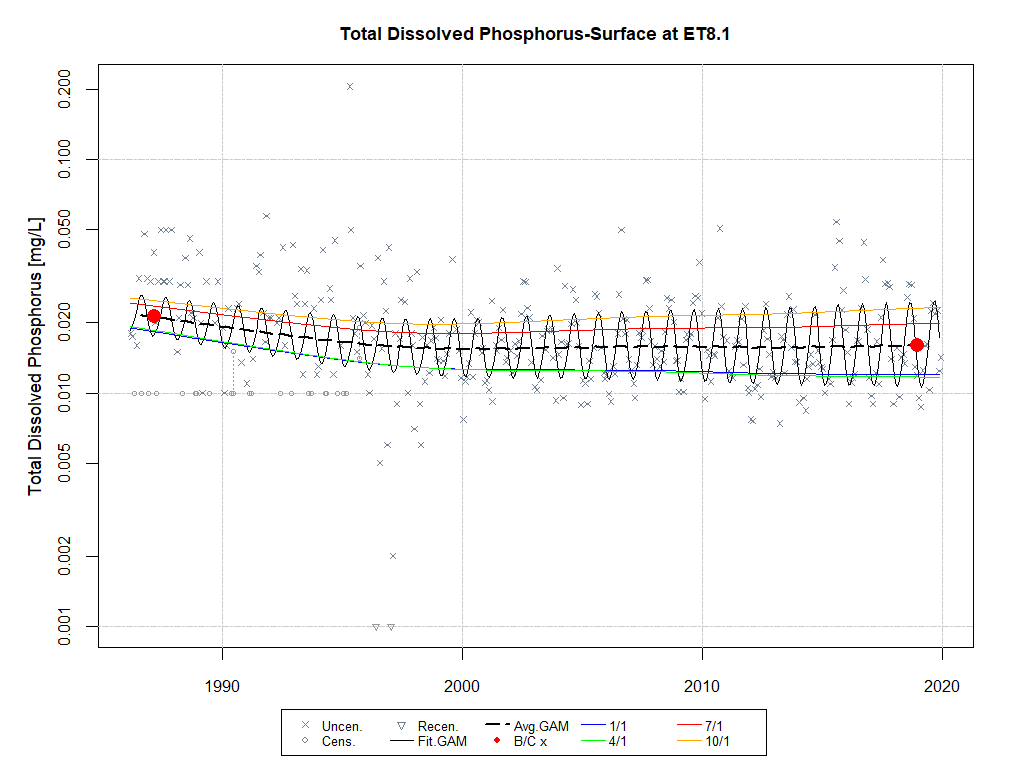 Total Dissolved Phosphorus-Surface at ET8.1
Total Dissolved Phosphorus [mg/L]
0.200
0.100
0.050
0.020
0.010
0.005
0.002
0.001
1990 2000 2010 2020
Uncen. Recen. Avg.GAM 1/1 7/1
Cens. Fit.GAM B/C x 4/1 10/1